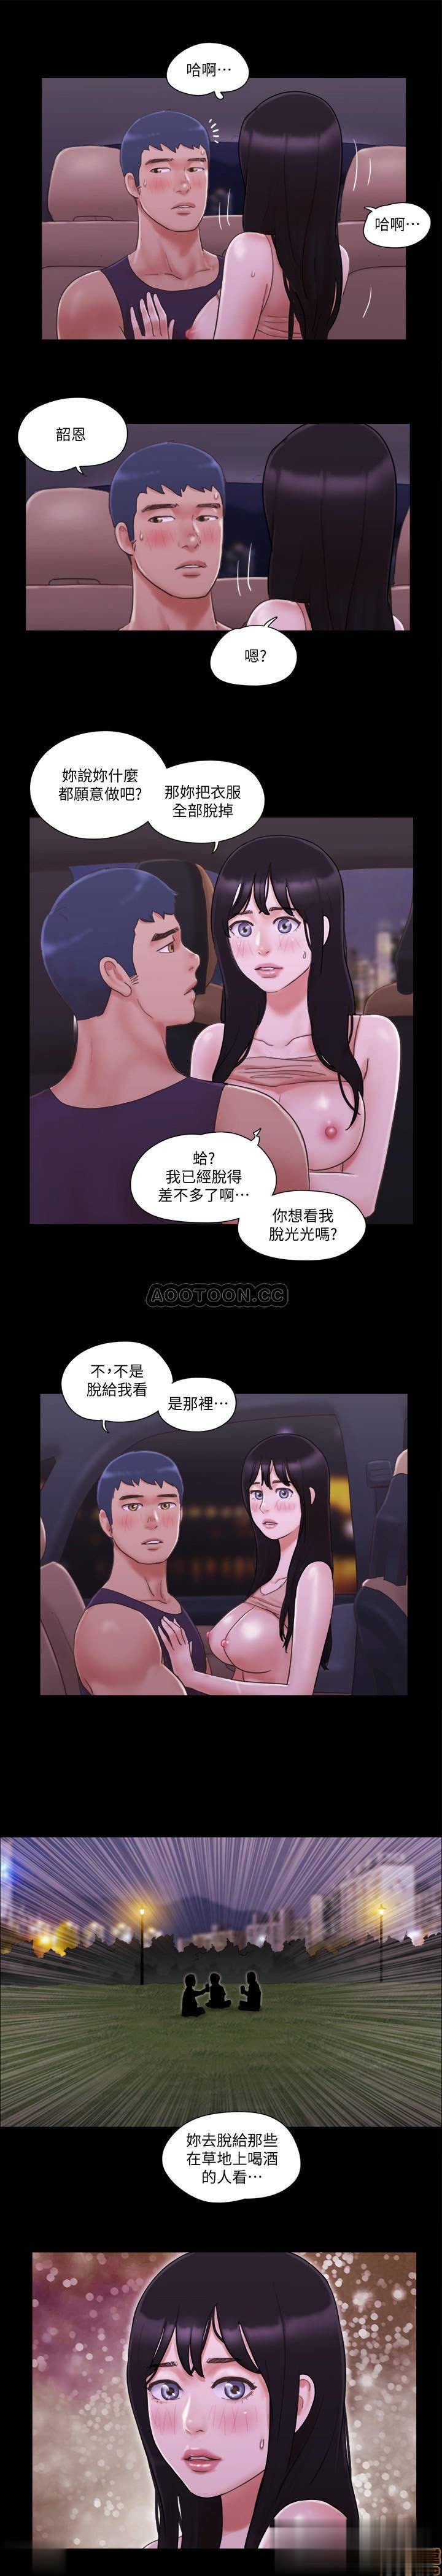 哈啊⋯
哈啊⋯
韶恩
嗯?
妳說妳什麼
都願意做吧?
那妳把衣服
全部脫掉
蛤?
我已經脫得
差不多了啊⋯
你想看我
脫光光嗎?
AOOTOON.CC
不，不是
脫給我看
是那裡⋯
妳去脫給那些
在草地上喝酒
的人看⋯